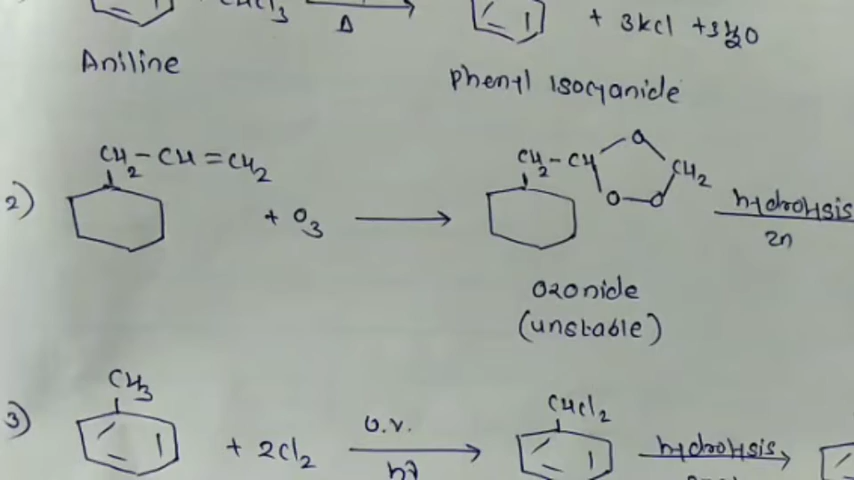 CHCl3 Δ + 3KCl + 3H2O
Aniline
phenyl Isocyanide
2) CH2-CH=CH2 + O3 CH2-CH O CH2 O-O hydrolysis
Zn
Ozonide
(unstable)
3) CH3 + 2Cl2 U.V. CHCl2 hydrolysis